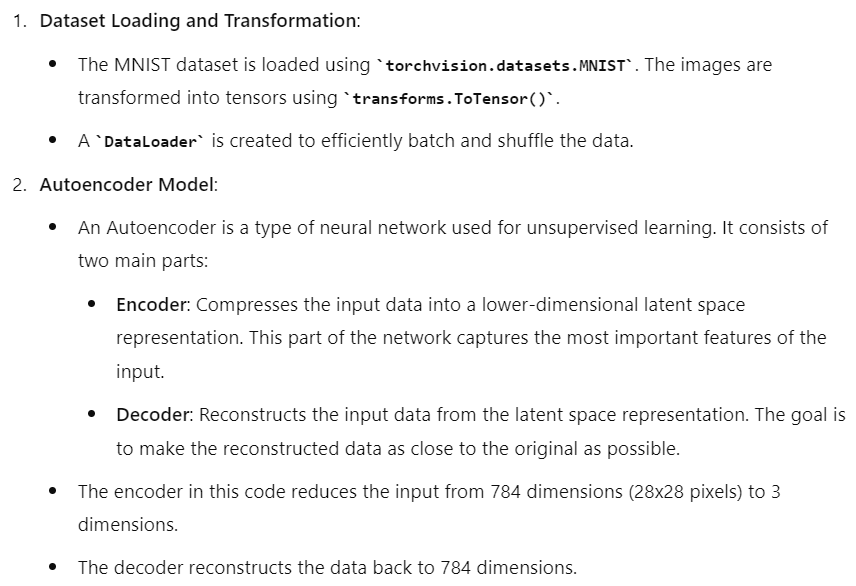 1. Dataset Loading and Transformation:
• The MNIST dataset is loaded using `torchvision.datasets.MNIST`. The images are
transformed into tensors using `transforms.ToTensor()`.
• A `DataLoader` is created to efficiently batch and shuffle the data.
2. Autoencoder Model:
• An Autoencoder is a type of neural network used for unsupervised learning. It consists of
two main parts:
• Encoder: Compresses the input data into a lower-dimensional latent space
representation. This part of the network captures the most important features of the
input.
• Decoder: Reconstructs the input data from the latent space representation. The goal is
to make the reconstructed data as close to the original as possible.
• The encoder in this code reduces the input from 784 dimensions (28x28 pixels) to 3
dimensions.
• The decoder reconstructs the data back to 784 dimensions.